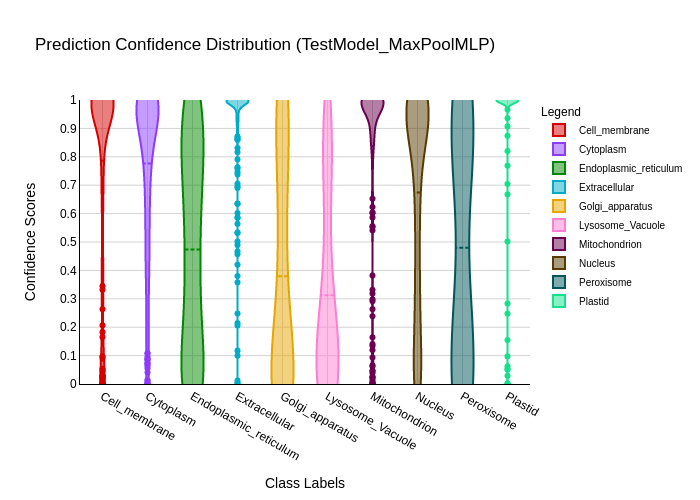 Prediction Confidence Distribution (TestModel_MaxPoolMLP)
Legend
Cell_membrane
Cytoplasm
Endoplasmic_reticulum
Extracellular
Golgi_apparatus
Lysosome_Vacuole
Mitochondrion
Nucleus
Peroxisome
Plastid
Confidence Scores
1
0.9
0.8
0.7
0.6
0.5
0.4
0.3
0.2
0.1
0
Cell_membrane
Cytoplasm
Endoplasmic_reticulum
Extracellular
Golgi_apparatus
Lysosome_Vacuole
Mitochondrion
Nucleus
Peroxisome
Plastid
Class Labels